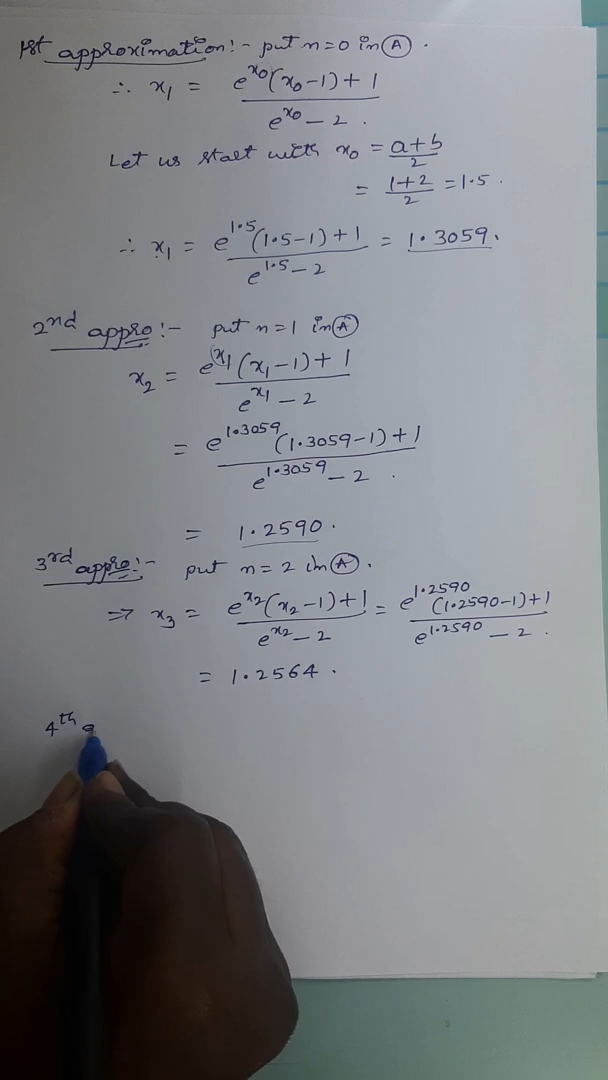 1st approximation:- put n=0 in Ⓐ.
∴ x₁ = (e^{x₀}(x₀-1)+1)/(e^{x₀}-2).
Let us start with x₀ = (a+b)/2
= (1+2)/2 = 1.5.
∴ x₁ = (e^{1.5}(1.5-1)+1)/(e^{1.5}-2) = 1.3059.
2nd appro:- put n=1 in Ⓐ
x₂ = (e^{x₁}(x₁-1)+1)/(e^{x₁}-2)
= (e^{1.3059}(1.3059-1)+1)/(e^{1.3059}-2).
= 1.2590.
3rd appro:- put n=2 in Ⓐ.
⇒ x₃ = (e^{x₂}(x₂-1)+1)/(e^{x₂}-2) = (e^{1.2590}(1.2590-1)+1)/(e^{1.2590}-2).
= 1.2564.
4th a